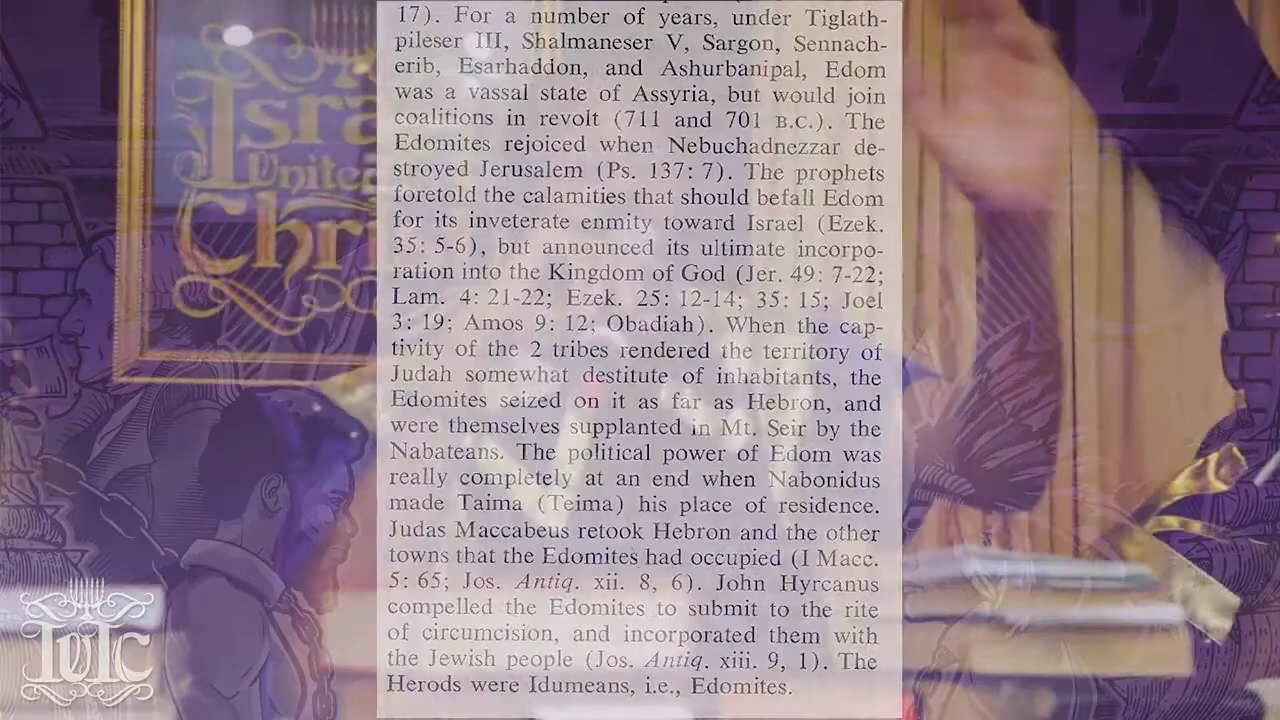 17). For a number of years, under Tiglath-
pileser III, Shalmaneser V, Sargon, Sennach-
erib, Esarhaddon, and Ashurbanipal, Edom
was a vassal state of Assyria, but would join
coalitions in revolt (711 and 701 B.C.). The
Edomites rejoiced when Nebuchadnezzar de-
stroyed Jerusalem (Ps. 137: 7). The prophets
foretold the calamities that should befall Edom
for its inveterate enmity toward Israel (Ezek.
35: 5-6), but announced its ultimate incorpo-
ration into the Kingdom of God (Jer. 49: 7-22;
Lam. 4: 21-22; Ezek. 25: 12-14; 35: 15; Joel
3: 19; Amos 9: 12; Obadiah). When the cap-
tivity of the 2 tribes rendered the territory of
Judah somewhat destitute of inhabitants, the
Edomites seized on it as far as Hebron, and
were themselves supplanted in Mt. Seir by the
Nabateans. The political power of Edom was
really completely at an end when Nabonidus
made Taima (Teima) his place of residence.
Judas Maccabeus retook Hebron and the other
towns that the Edomites had occupied (I Macc.
5: 65; Jos. Antiq. xii. 8, 6). John Hyrcanus
compelled the Edomites to submit to the rite
of circumcision, and incorporated them with
the Jewish people (Jos. Antiq. xiii. 9, 1). The
Herods were Idumeans, i.e., Edomites.
Isra
United
Chri
IUIC
12